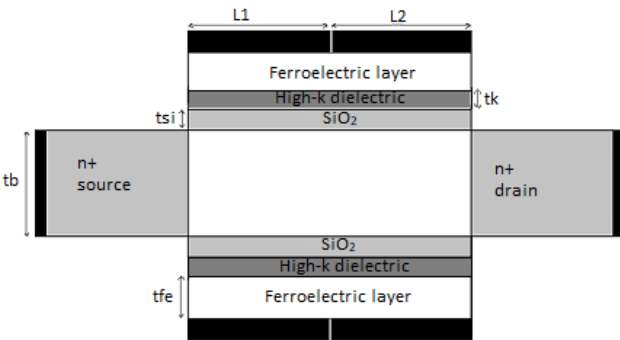 L1
L2
Ferroelectric layer
High-k dielectric
tk
tsi
SiO₂
tb
n+
source
n+
drain
SiO₂
High-k dielectric
tfe
Ferroelectric layer